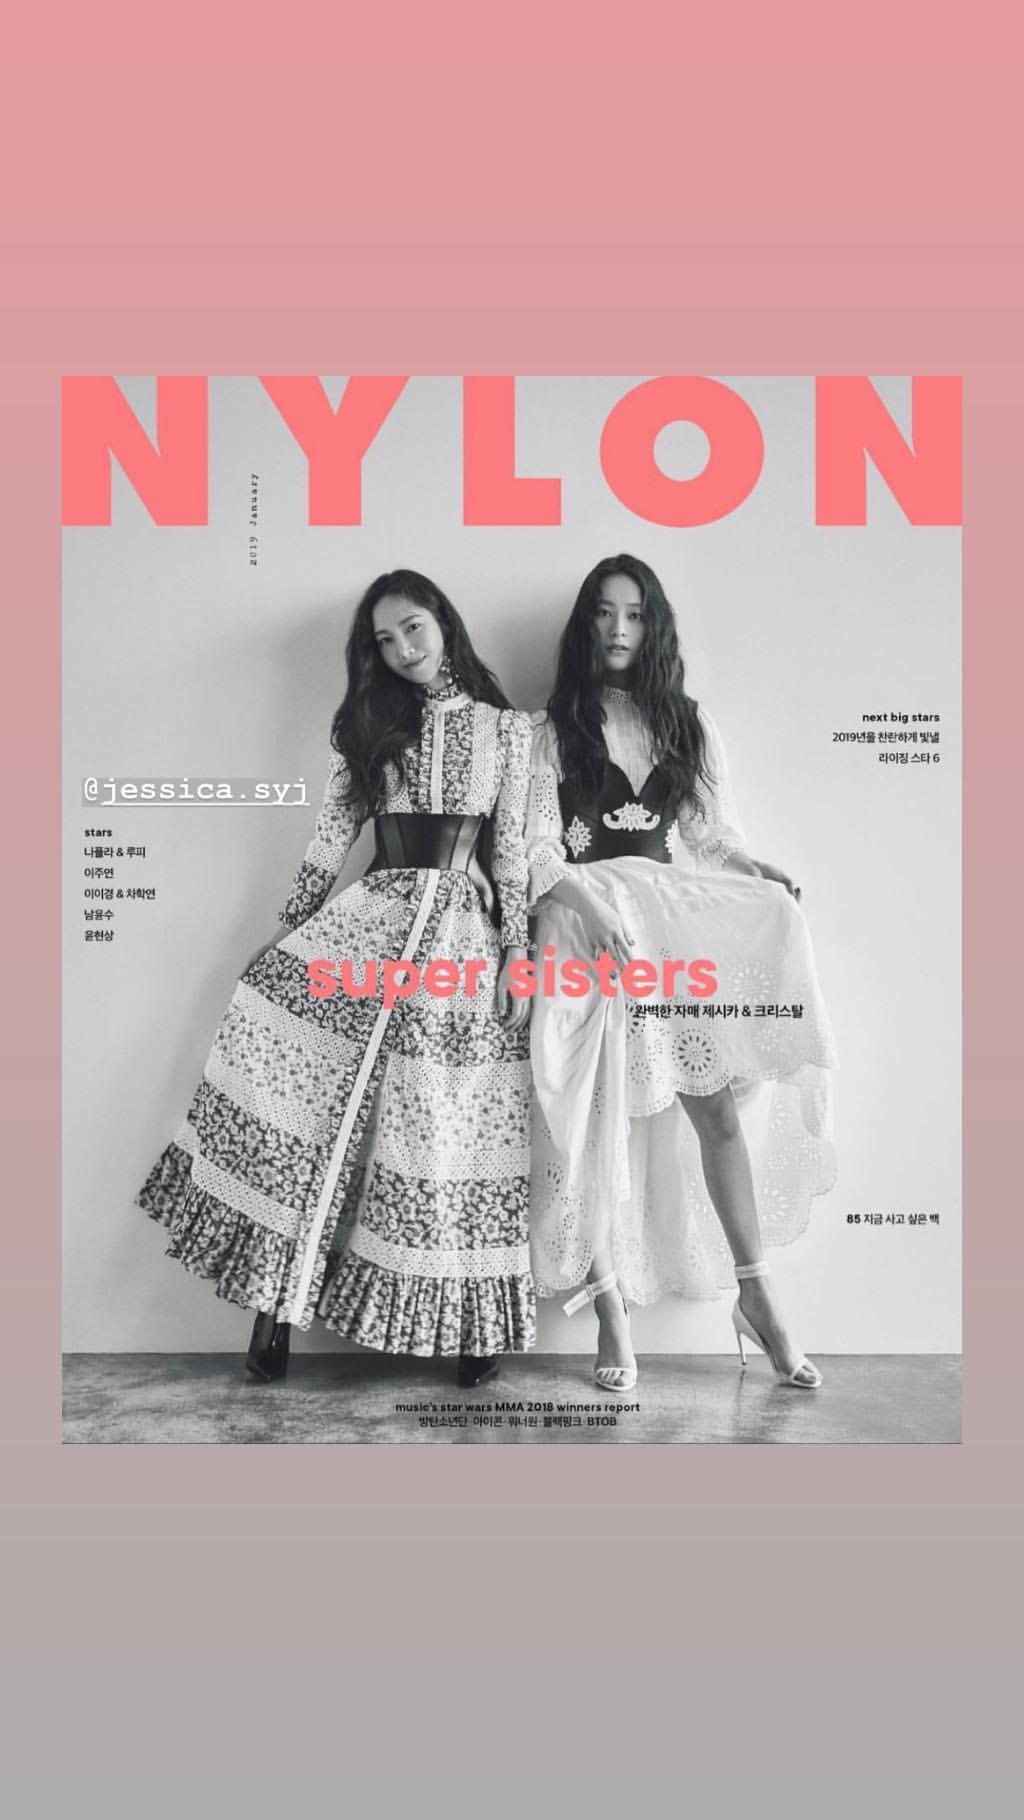 NYLON
2019 January
next big stars
2019년을 찬란하게 빛낼
라이징 스타 6
@jessica.syj
stars
나플라 & 루피
이주연
이이경 & 차학연
남윤수
윤현상
super sisters
완벽한 자매 제시카 & 크리스탈
85 지금 사고 싶은 백
music's star wars MMA 2018 winners report
방탄소년단·아이콘·워너원·블랙핑크·BTOB